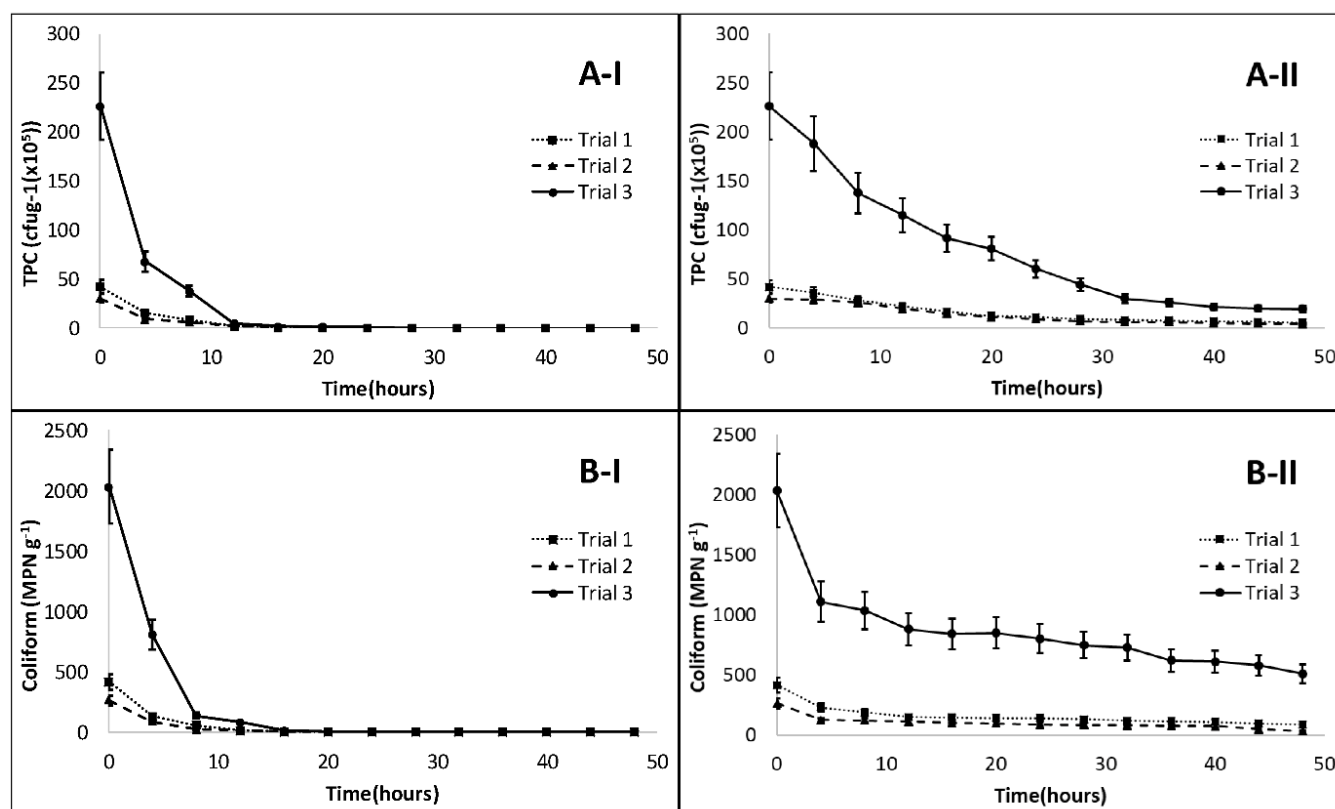 300
250
200
150
100
50
0
TPC (cfug-1(x10⁵))
A-I
Trial 1
Trial 2
Trial 3
0 10 20 30 40 50
Time(hours)
300
250
200
150
100
50
0
TPC (cfug-1(x10⁵))
A-II
Trial 1
Trial 2
Trial 3
0 10 20 30 40 50
Time(hours)
2500
2000
1500
1000
500
0
Coliform (MPN g⁻¹)
B-I
Trial 1
Trial 2
Trial 3
0 10 20 30 40 50
Time(hours)
2500
2000
1500
1000
500
0
Coliform (MPN g⁻¹)
B-II
Trial 1
Trial 2
Trial 3
0 10 20 30 40 50
Time(hours)